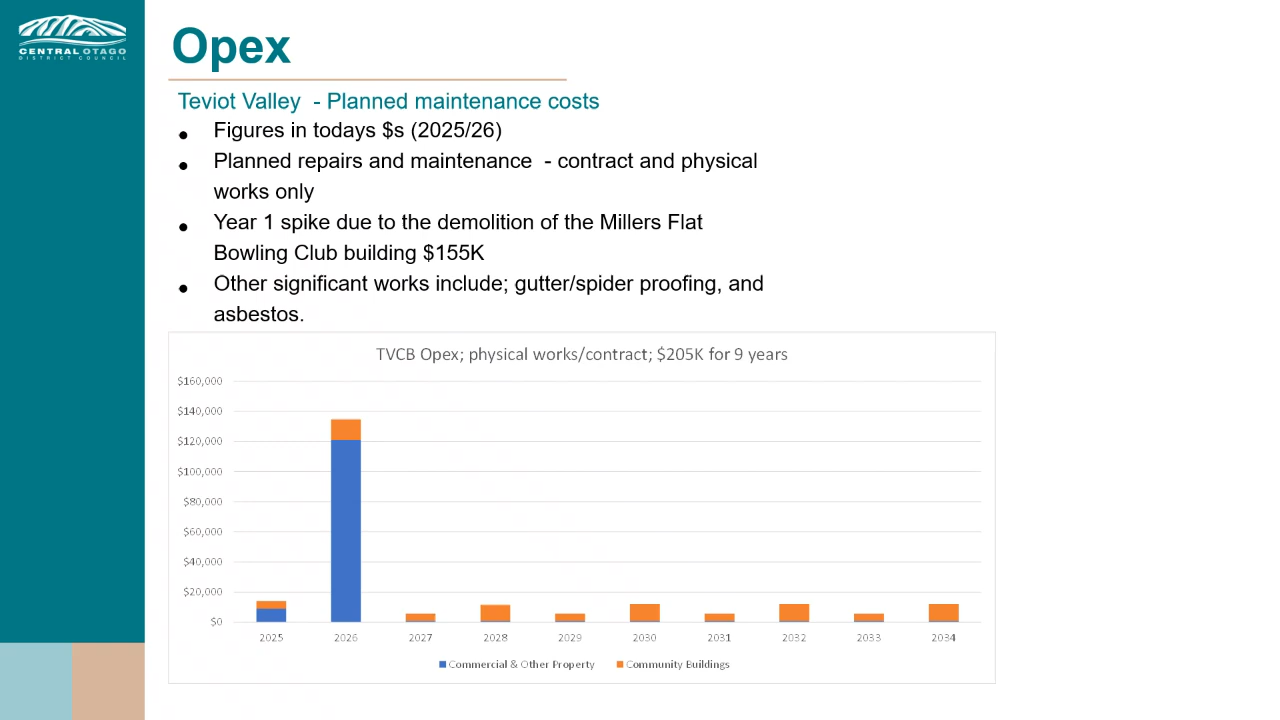 CENTRAL OTAGO
DISTRICT COUNCIL
Opex
Teviot Valley - Planned maintenance costs
• Figures in todays $s (2025/26)
• Planned repairs and maintenance - contract and physical
works only
• Year 1 spike due to the demolition of the Millers Flat
Bowling Club building $155K
• Other significant works include; gutter/spider proofing, and
asbestos.
TVCB Opex; physical works/contract; $205K for 9 years
$160,000
$140,000
$120,000
$100,000
$80,000
$60,000
$40,000
$20,000
$0
2025 2026 2027 2028 2029 2030 2031 2032 2033 2034
Commercial & Other Property Community Buildings